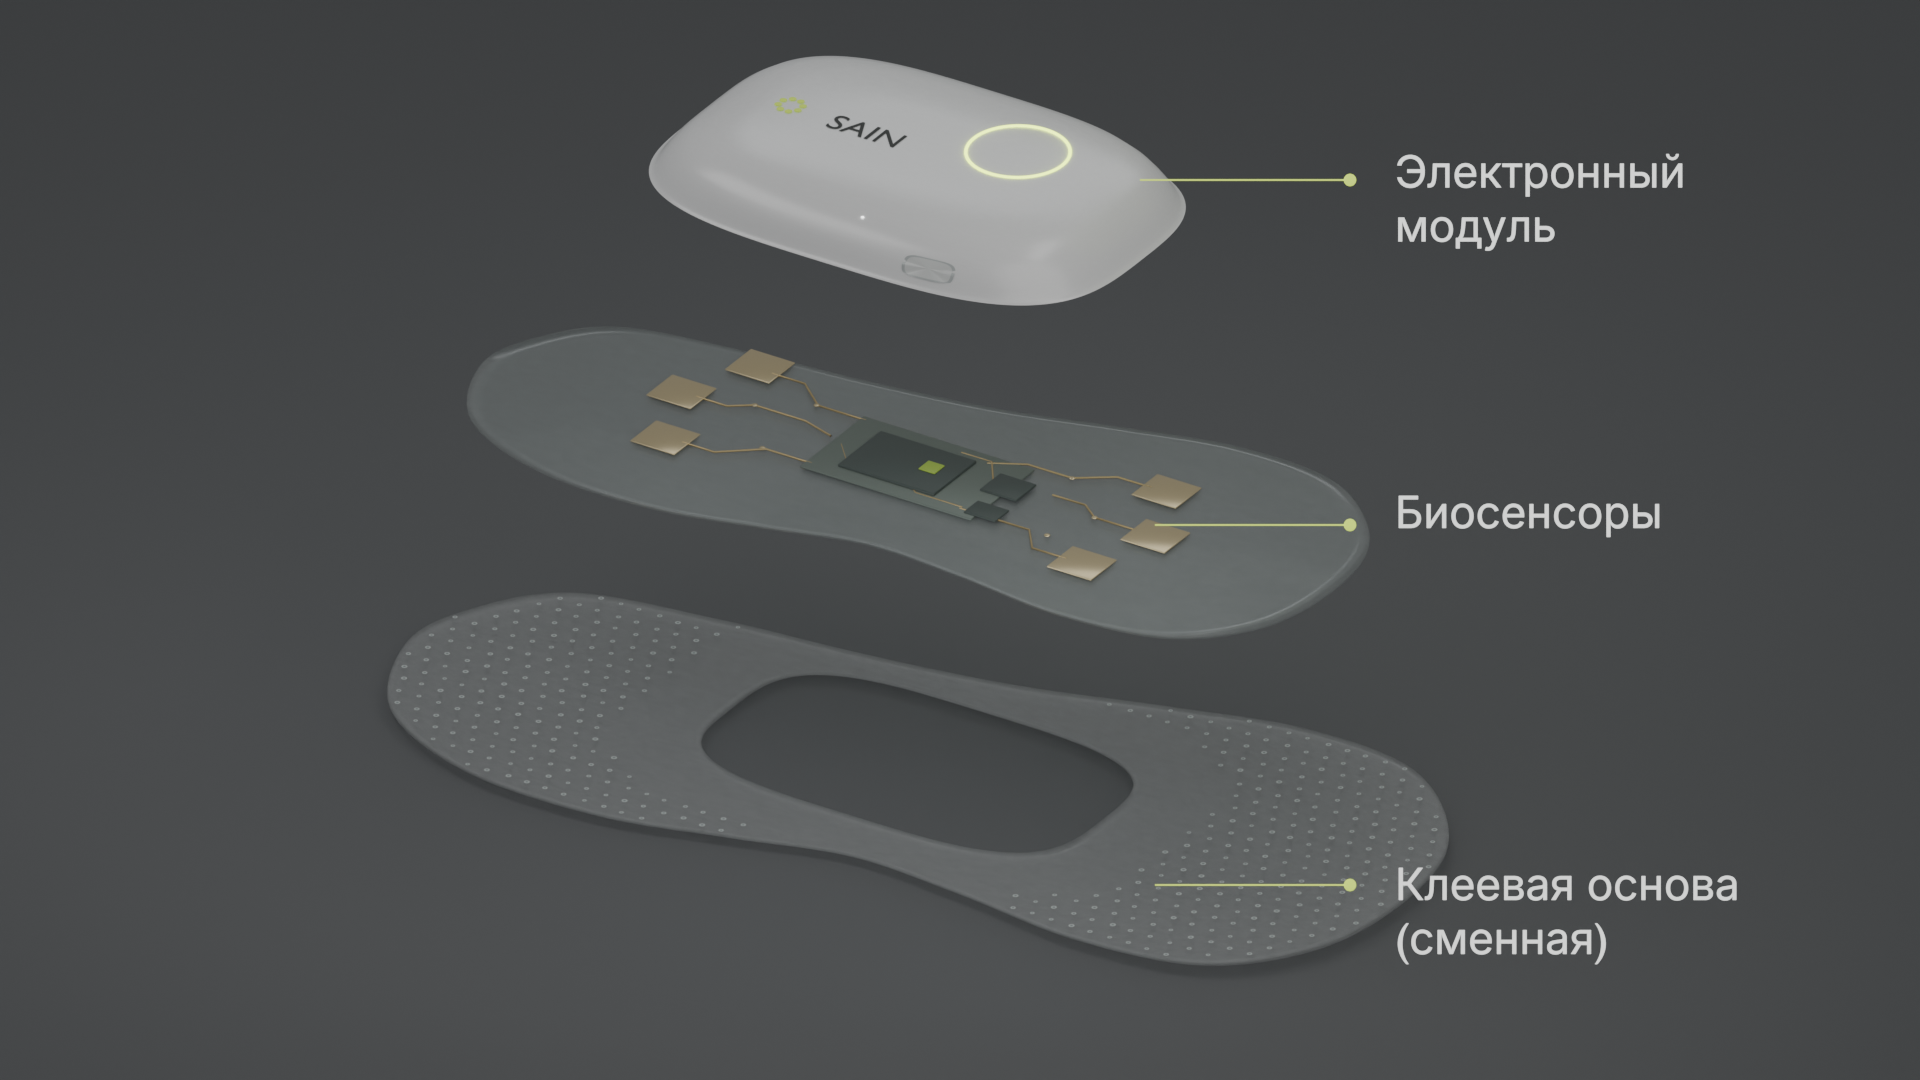 SAIN
Электронный
модуль
Биосенсоры
Клеевая основа
(сменная)